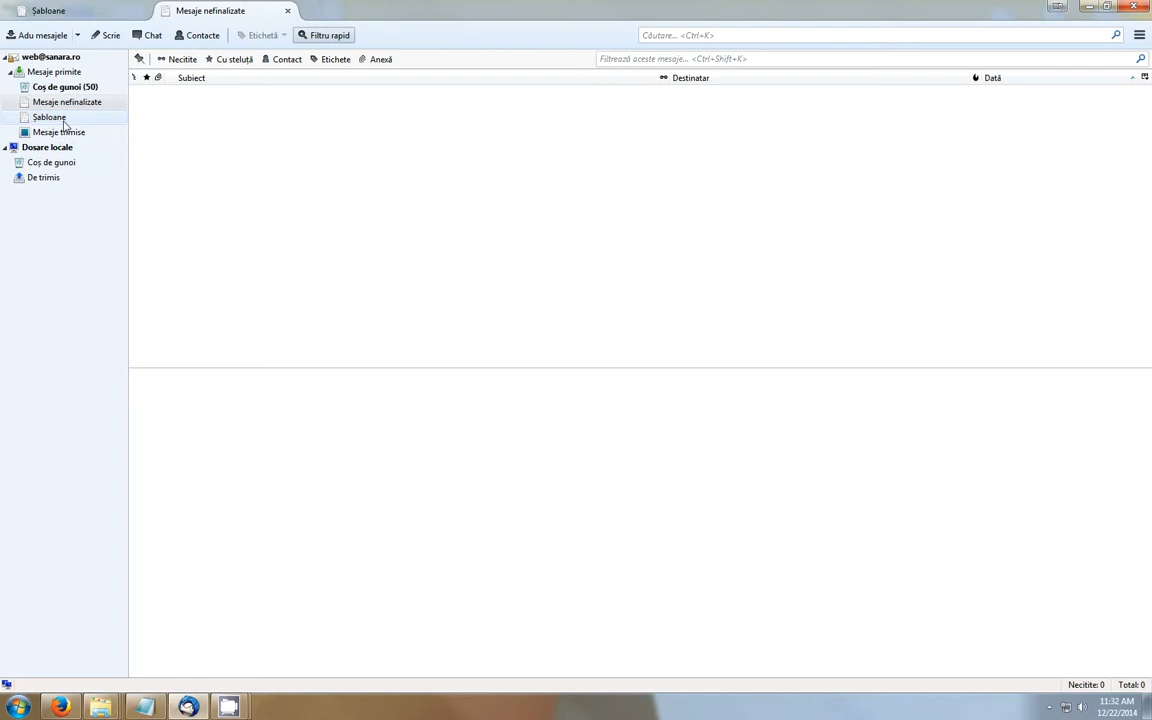 Șabloane
Mesaje nefinalizate
Adu mesajele
Scrie
Chat
Contacte
Etichetă
Filtru rapid
Căutare... <Ctrl+K>
web@sanara.ro
Mesaje primite
Coș de gunoi (50)
Mesaje nefinalizate
Șabloane
Mesaje trimise
Dosare locale
Coș de gunoi
De trimis
Necitite
Cu steluță
Contact
Etichete
Anexă
Filtrează aceste mesaje... <Ctrl+Shift+K>
Subiect
Destinatar
Dată
Necitite: 0
Total: 0
11:32 AM
12/22/2014